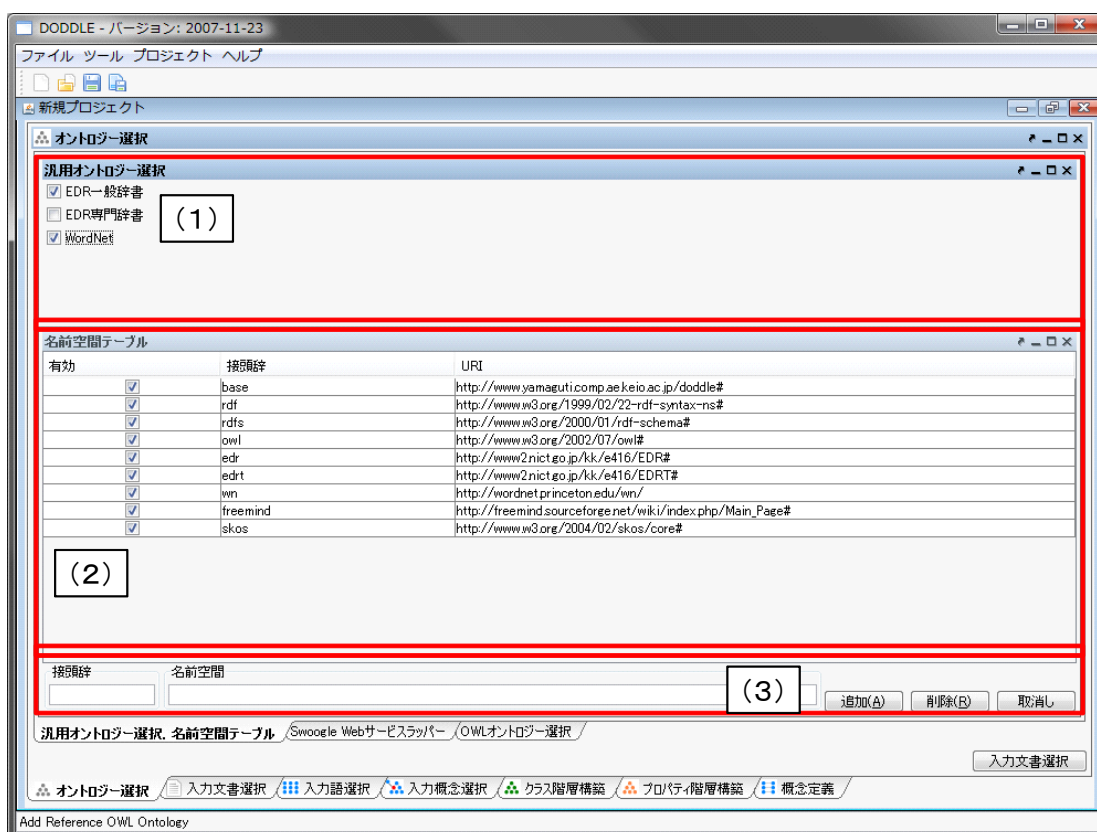 DODDLE - バージョン: 2007-11-23
ファイル ツール プロジェクト ヘルプ
新規プロジェクト
オントロジー選択
汎用オントロジー選択
EDR一般辞書
EDR専門辞書
WordNet
(1)
名前空間テーブル
有効 接頭辞 URI
base http://www.yamaguti.comp.ae.keio.ac.jp/doddle#
rdf http://www.w3.org/1999/02/22-rdf-syntax-ns#
rdfs http://www.w3.org/2000/01/rdf-schema#
owl http://www.w3.org/2002/07/owl#
edr http://www2.nict.go.jp/kk/e416/EDR#
edrt http://www2.nict.go.jp/kk/e416/EDRT#
wn http://wordnet.princeton.edu/wn/
freemind http://freemind.sourceforge.net/wiki/index.php/Main_Page#
skos http://www.w3.org/2004/02/skos/core#
(2)
接頭辞 名前空間
(3)
追加(A) 削除(R) 取消し
汎用オントロジー選択. 名前空間テーブル Swoogle Webサービスラッパー OWLオントロジー選択
入力文書選択
オントロジー選択 入力文書選択 入力語選択 入力概念選択 クラス階層構築 プロパティ階層構築 概念定義
Add Reference OWL Ontology